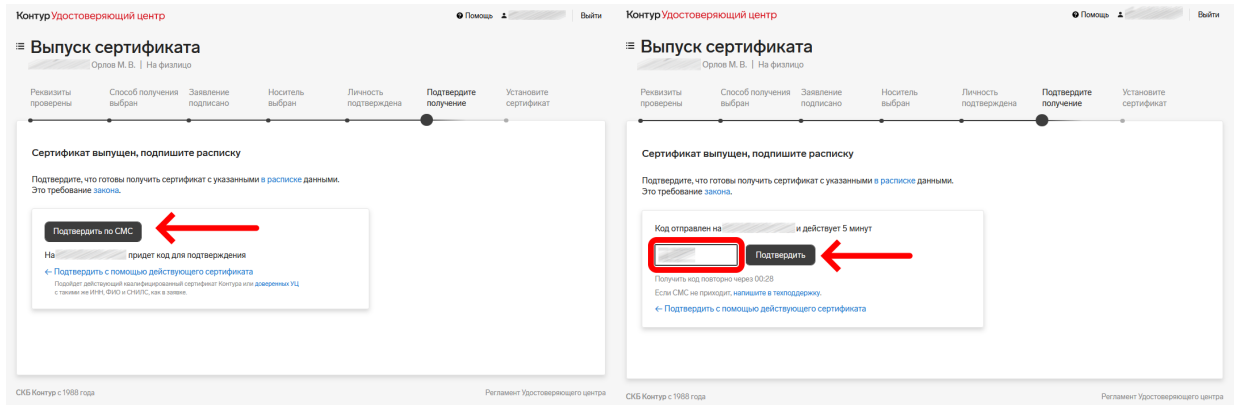 Контур Удостоверяющий центр
Помощь
Выйти
Выпуск сертификата
Орлов М. В. | На физлицо
Реквизиты проверены
Способ получения выбран
Заявление подписано
Носитель выбран
Личность подтверждена
Подтвердите получение
Установите сертификат
Сертификат выпущен, подпишите расписку
Подтвердите, что готовы получить сертификат с указанными в расписке данными.
Это требование закона.
Подтвердить по СМС
На придет код для подтверждения
← Подтвердить с помощью действующего сертификата
Подойдет действующий квалифицированный сертификат Контура или доверенных УЦ
с такими же ИНН, ФИО и СНИЛС, как в заявке.
СКБ Контур с 1988 года
Регламент Удостоверяющего центра
Контур Удостоверяющий центр
Помощь
Выйти
Выпуск сертификата
Орлов М. В. | На физлицо
Реквизиты проверены
Способ получения выбран
Заявление подписано
Носитель выбран
Личность подтверждена
Подтвердите получение
Установите сертификат
Сертификат выпущен, подпишите расписку
Подтвердите, что готовы получить сертификат с указанными в расписке данными.
Это требование закона.
Код отправлен на и действует 5 минут
Подтвердить
Получить код повторно через 00:28
Если СМС не приходит, напишите в техподдержку.
← Подтвердить с помощью действующего сертификата
СКБ Контур с 1988 года
Регламент Удостоверяющего центра